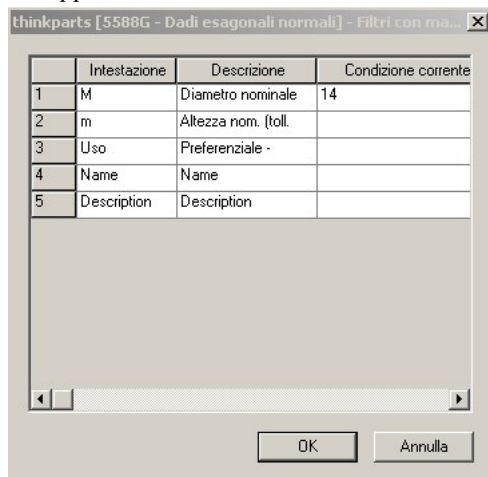 thinkparts [5588G - Dadi esagonali normali] - Filtri con ma...
Intestazione Descrizione Condizione corrente
1 M Diametro nominale 14
2 m Altezza nom. (toll.
3 Uso Preferenziale -
4 Name Name
5 Description Description
OK Annulla